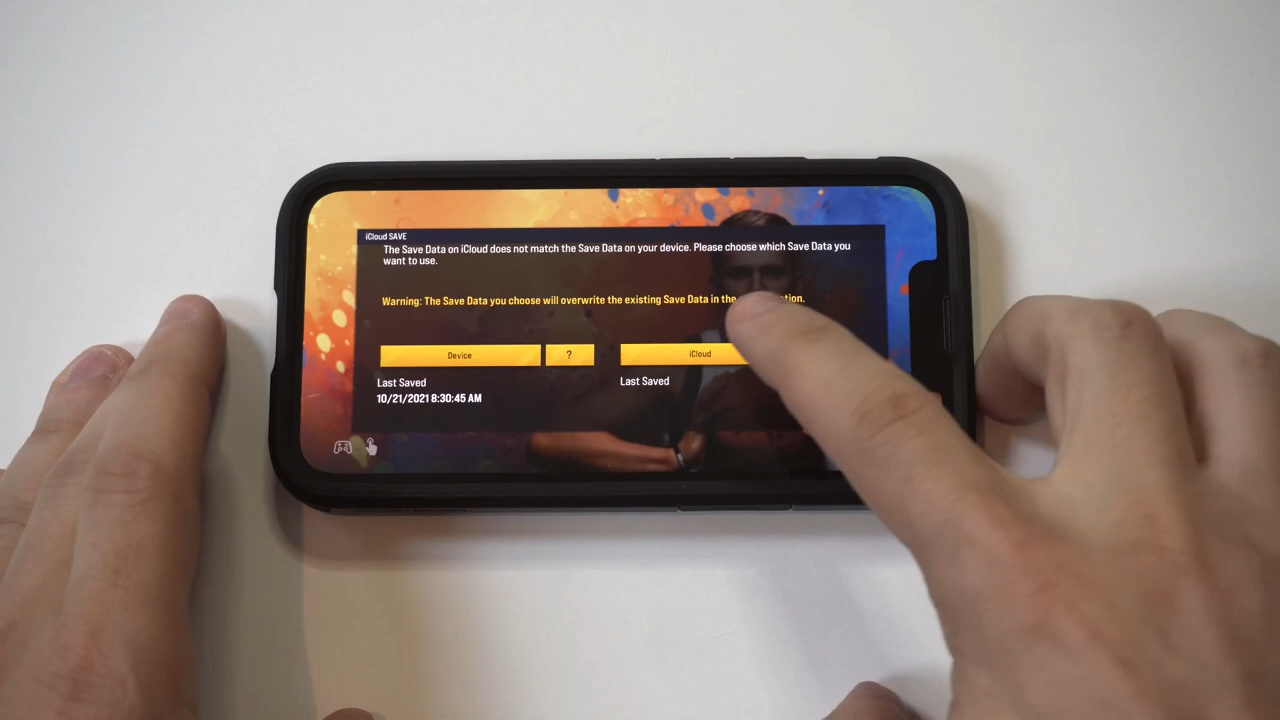 iCloud SAVE
The Save Data on iCloud does not match the Save Data on your device. Please choose which Save Data you
want to use.
Warning: The Save Data you choose will overwrite the existing Save Data in the
Device
?
iCloud
Last Saved
Last Saved
10/21/2021 8:30:45 AM